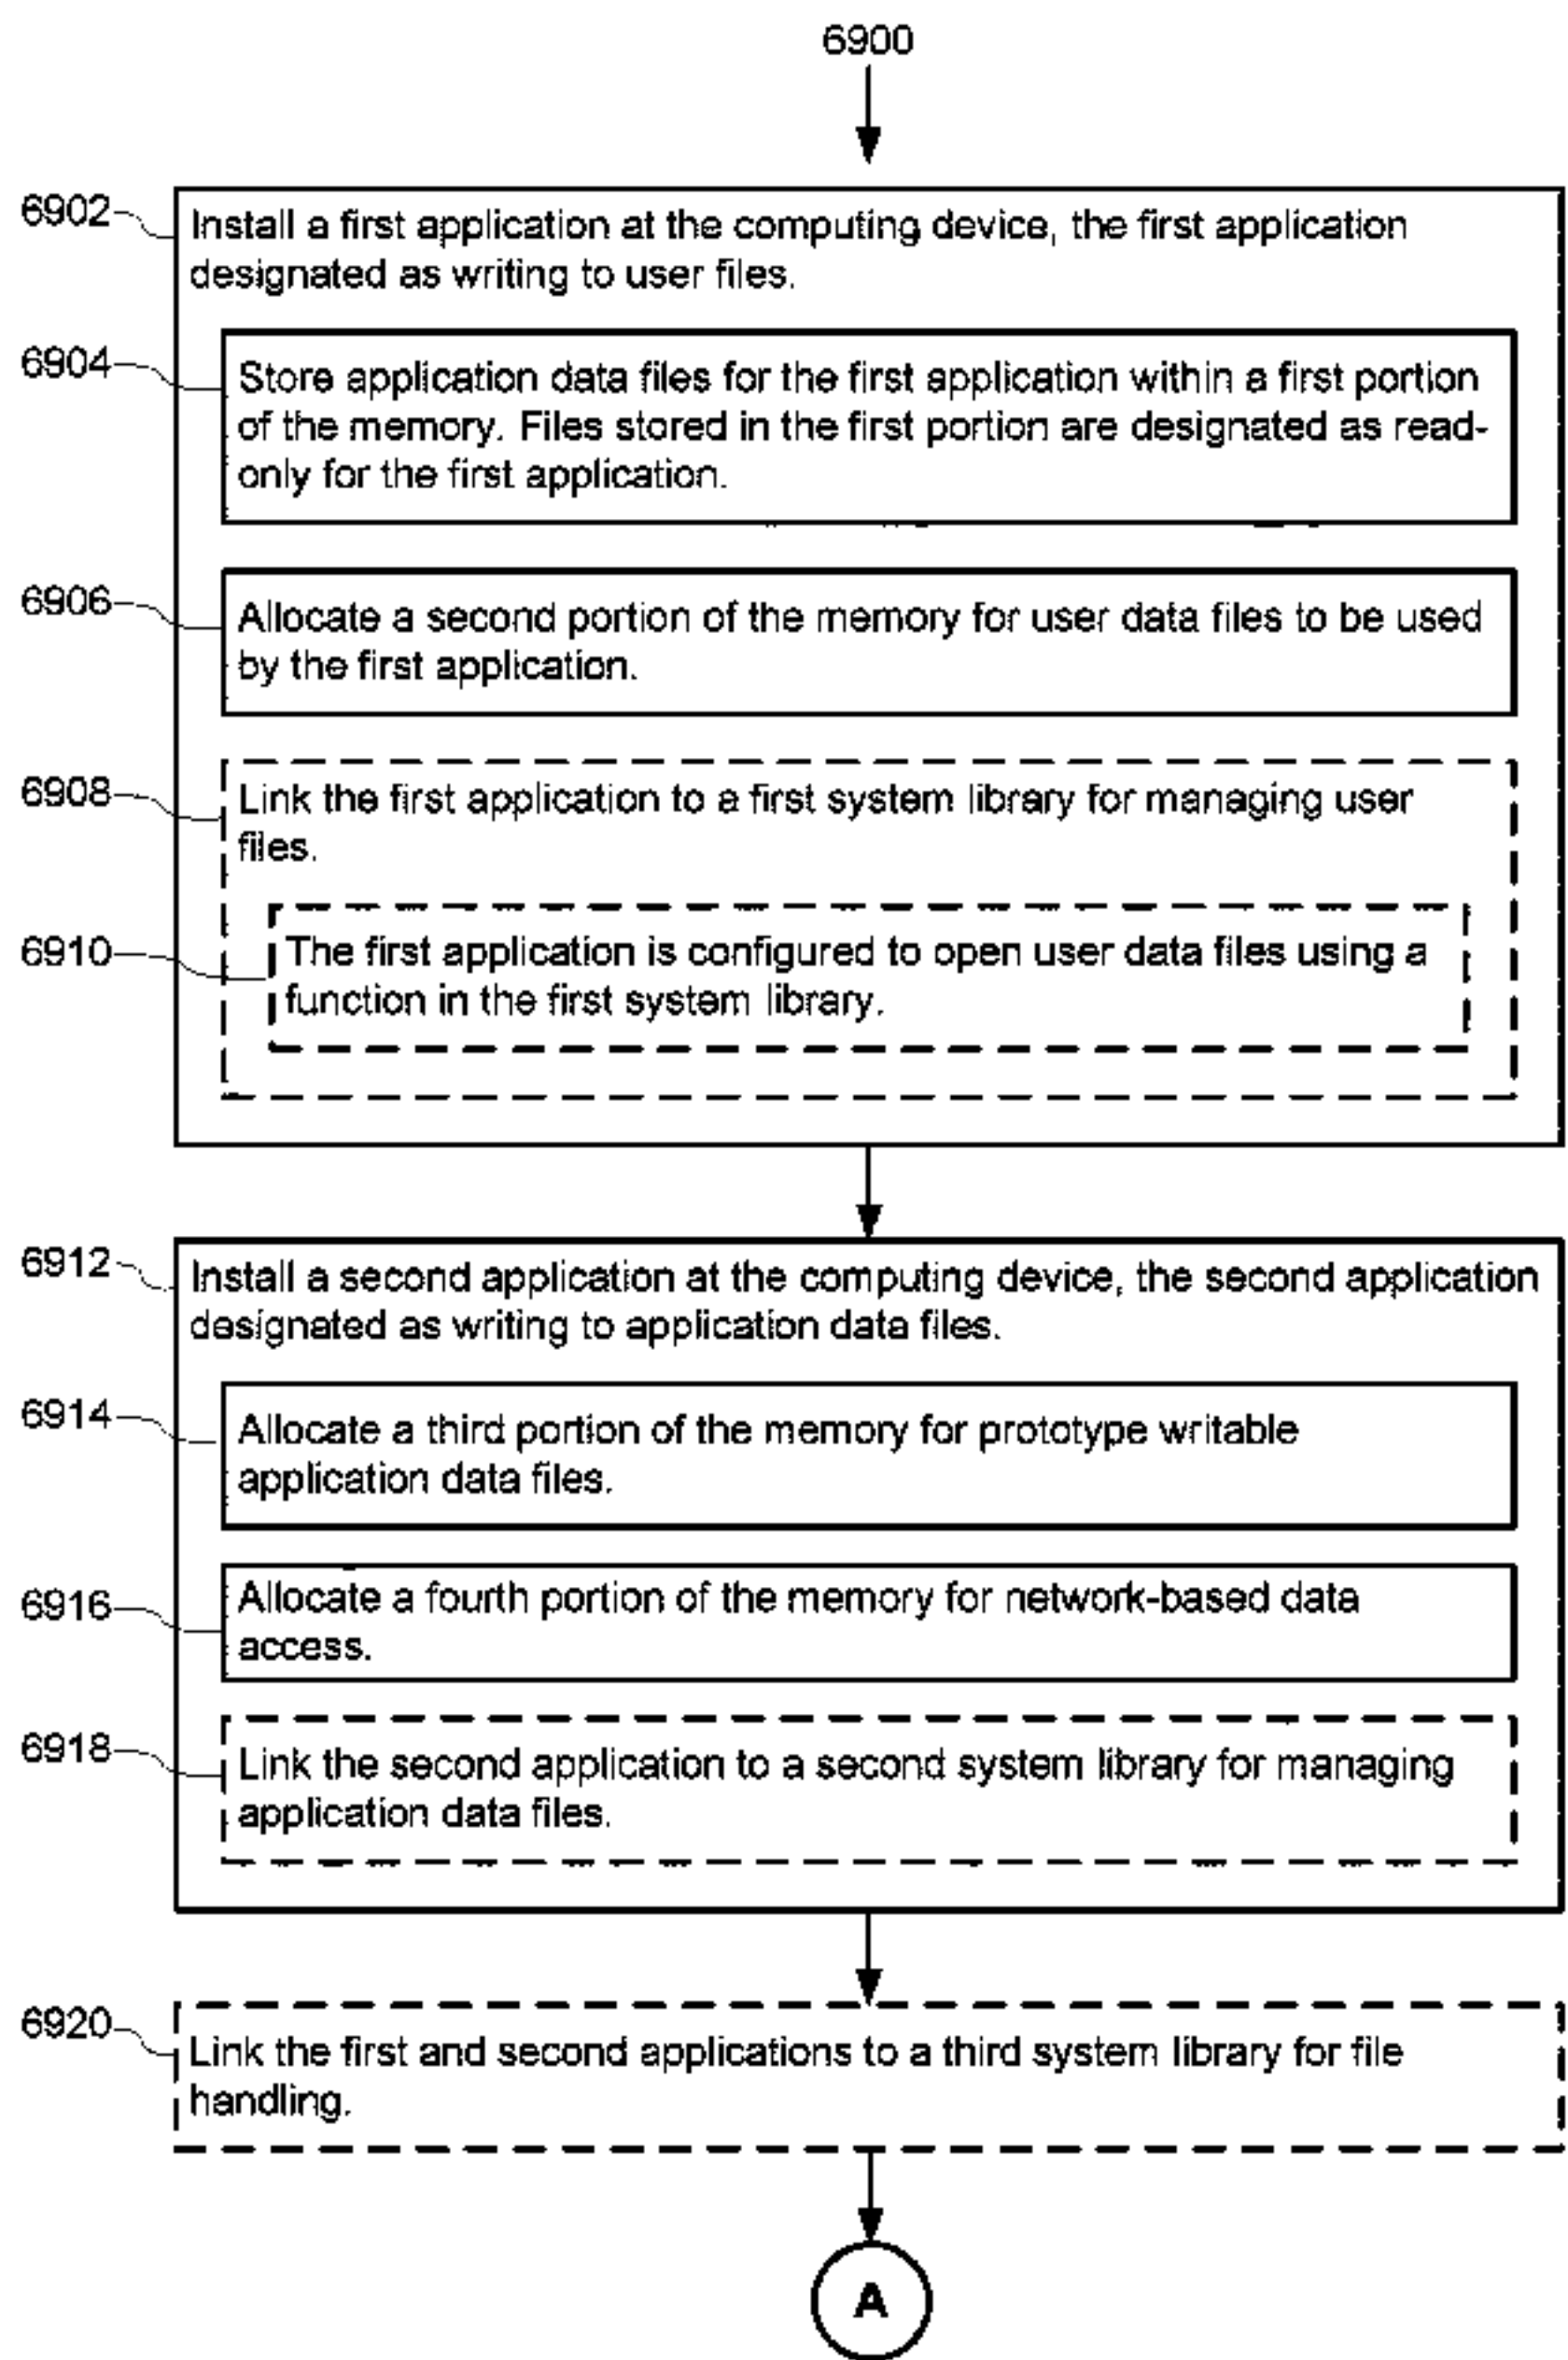 6900
6902
Install a first application at the computing device, the first application
designated as writing to user files.
6904
Store application data files for the first application within a first portion
of the memory. Files stored in the first portion are designated as read-
only for the first application.
6906
Allocate a second portion of the memory for user data files to be used
by the first application.
6908
Link the first application to a first system library for managing user
files.
6910
The first application is configured to open user data files using a
function in the first system library.
6912
Install a second application at the computing device, the second application
designated as writing to application data files.
6914
Allocate a third portion of the memory for prototype writable
application data files.
6916
Allocate a fourth portion of the memory for network-based data
access.
6918
Link the second application to a second system library for managing
application data files.
6920
Link the first and second applications to a third system library for file
handling.
A